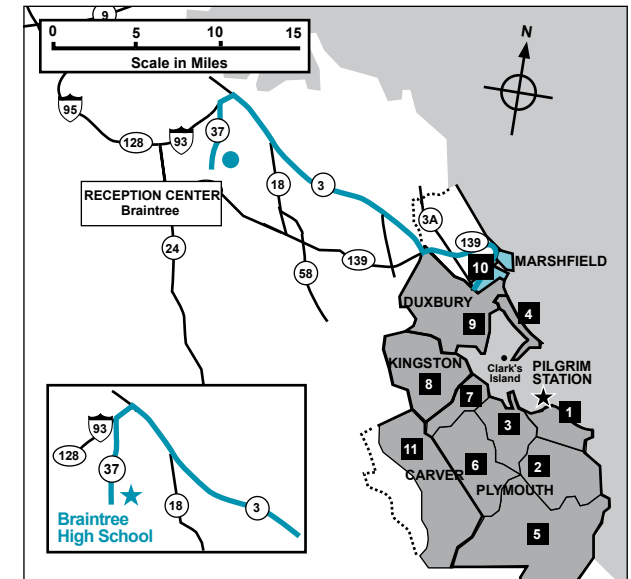 9
0 5 10 15
Scale in Miles
N
95
128
93
37
18
3
RECEPTION CENTER
Braintree
24
58
139
3A
139
10
MARSHFIELD
DUXBURY
4
9
KINGSTON
Clark's
Island
PILGRIM
STATION
8
7
1
3
11
CARVER
6
2
PLYMOUTH
5
93
128
37
18
3
Braintree
High School